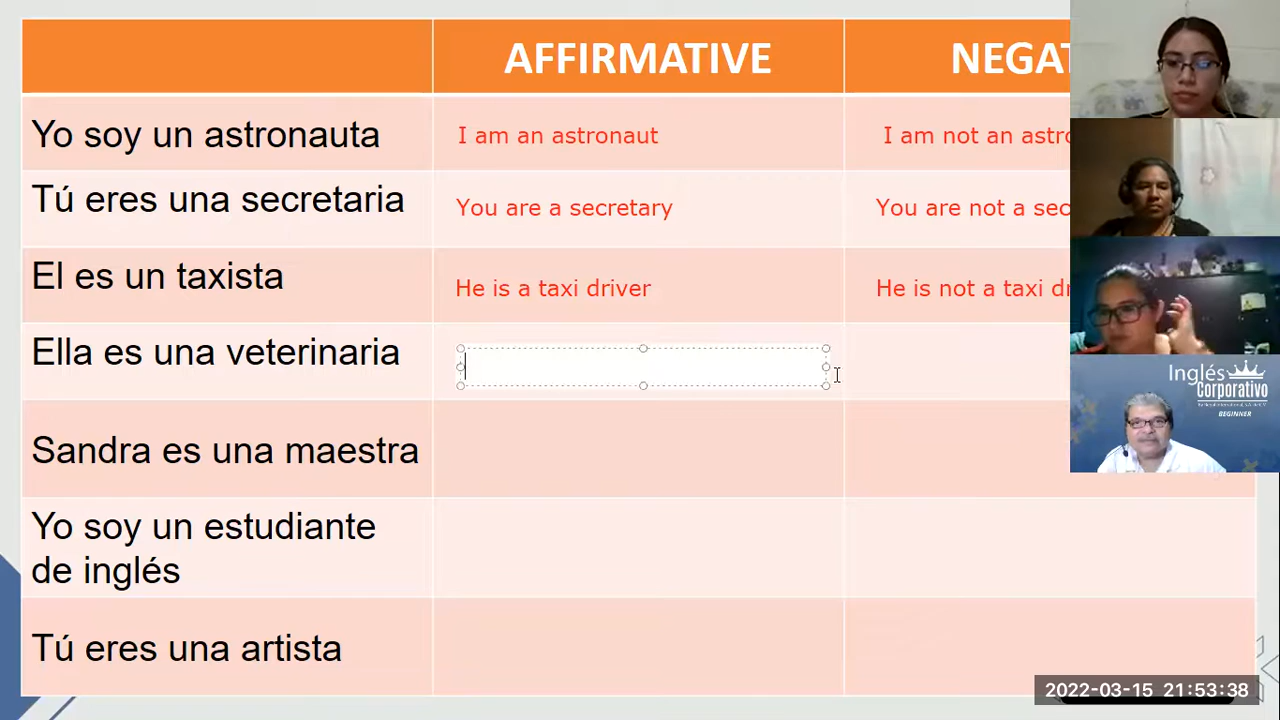 AFFIRMATIVE NEGAT
Yo soy un astronauta I am an astronaut I am not an astro
Tú eres una secretaria You are a secretary You are not a sec
El es un taxista He is a taxi driver He is not a taxi dr
Ella es una veterinaria
Sandra es una maestra
Yo soy un estudiante
de inglés
Tú eres una artista
Inglés
Corporativo
BEGINNER
2022-03-15 21:53:38